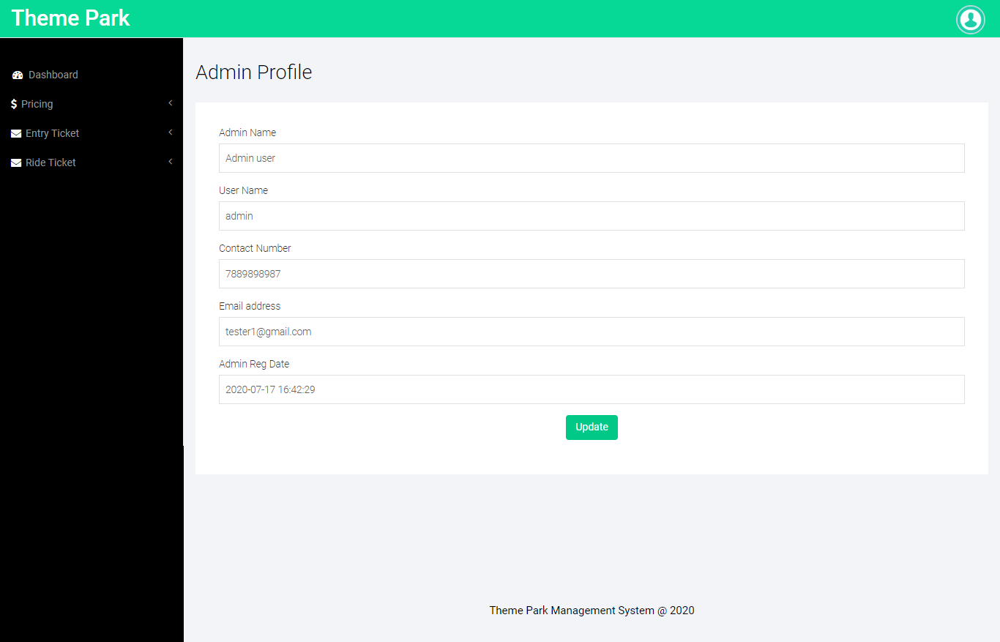 Theme Park
Dashboard
Pricing
Entry Ticket
Ride Ticket
Admin Profile
Admin Name
Admin user
User Name
admin
Contact Number
7889898987
Email address
tester1@gmail.com
Admin Reg Date
2020-07-17 16:42:29
Update
Theme Park Management System @ 2020